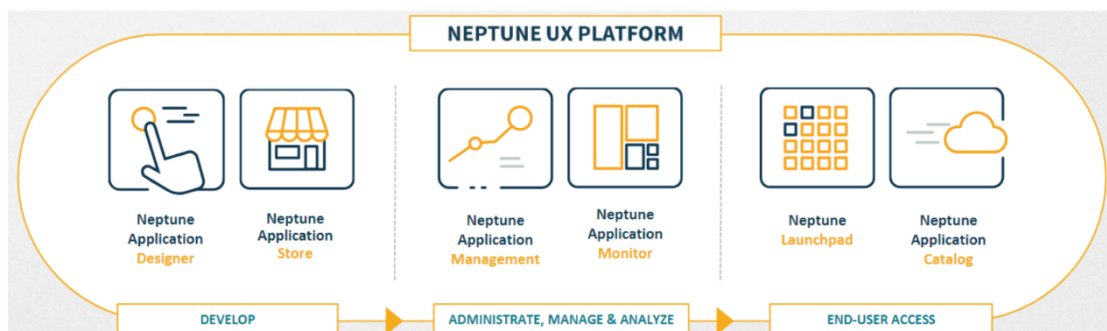 NEPTUNE UX PLATFORM
Neptune
Application
Designer
Neptune
Application
Store
Neptune
Application
Management
Neptune
Application
Monitor
Neptune
Launchpad
Neptune
Application
Catalog
DEVELOP
ADMINISTRATE, MANAGE & ANALYZE
END-USER ACCESS